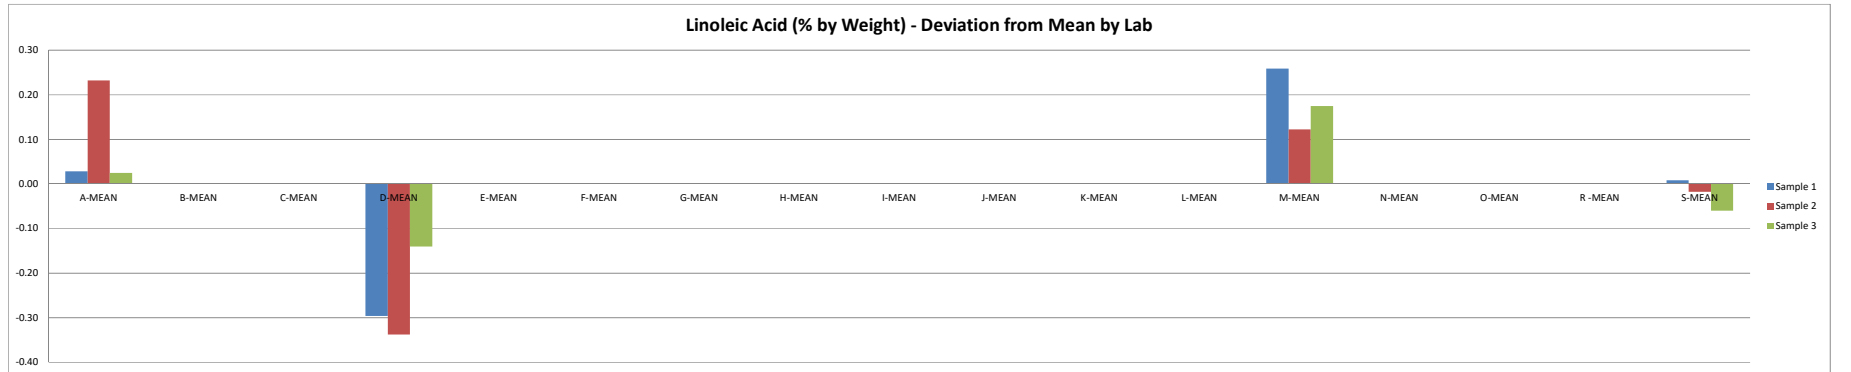 Linoleic Acid (% by Weight) - Deviation from Mean by Lab
0.30
0.20
0.10
0.00
-0.10
-0.20
-0.30
-0.40
A-MEAN B-MEAN C-MEAN D-MEAN E-MEAN F-MEAN G-MEAN H-MEAN I-MEAN J-MEAN K-MEAN L-MEAN M-MEAN N-MEAN O-MEAN R -MEAN S-MEAN
Sample 1
Sample 2
Sample 3